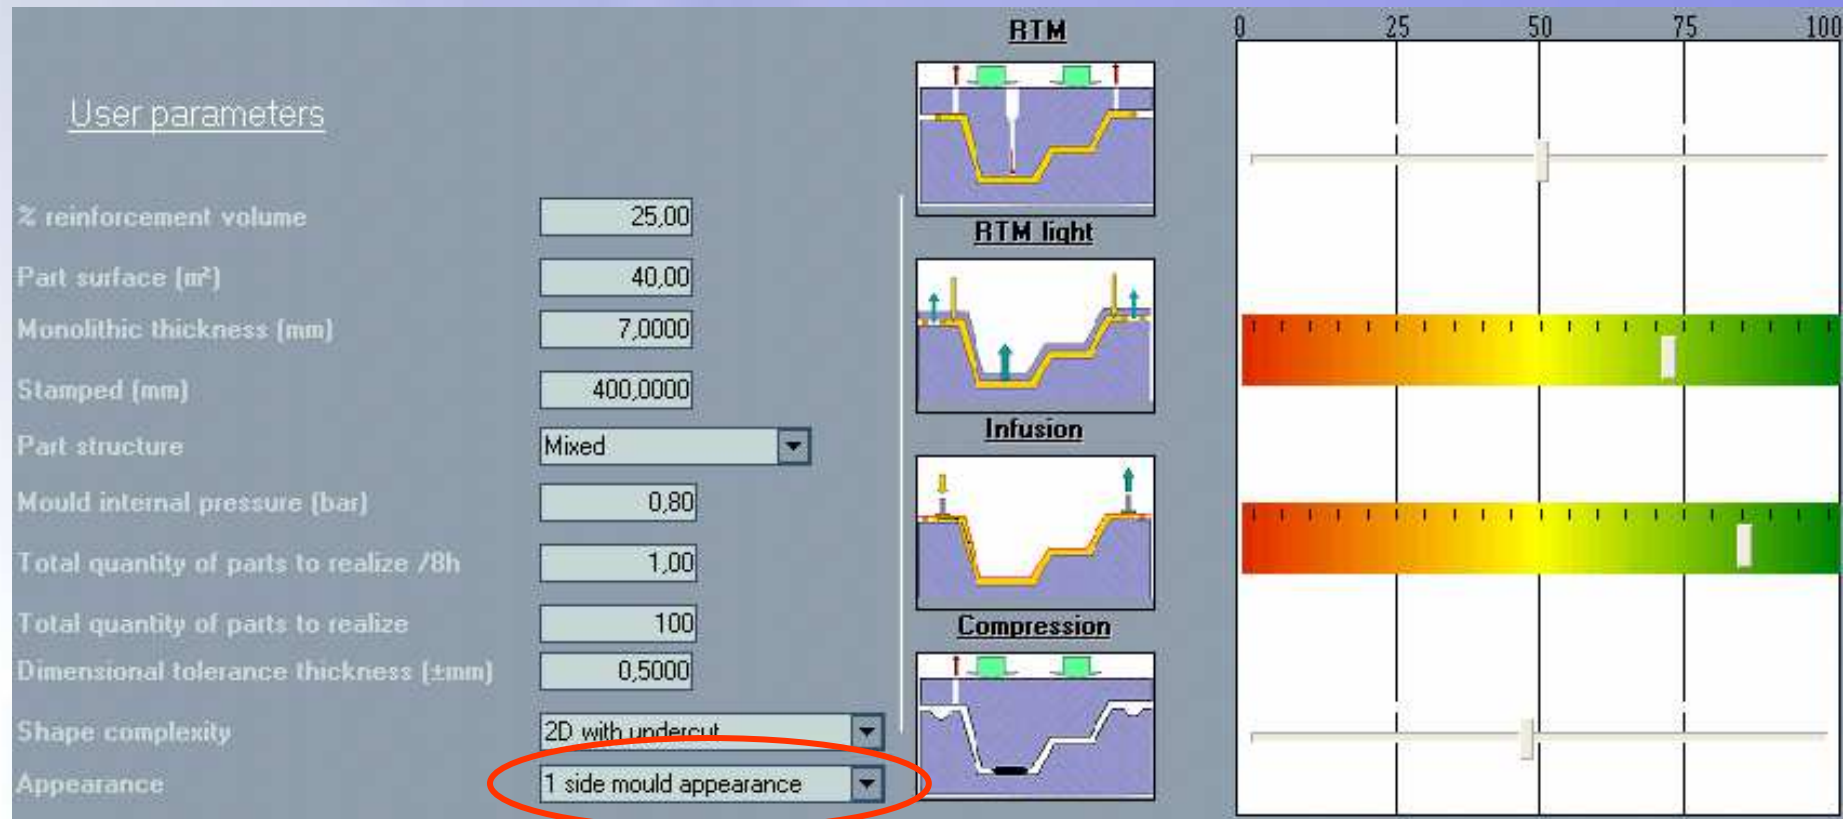 User parameters
% reinforcement volume 25,00
Part surface (m²) 40,00
Monolithic thickness (mm) 7,0000
Stamped (mm) 400,0000
Part structure Mixed
Mould internal pressure (bar) 0,80
Total quantity of parts to realize /8h 1,00
Total quantity of parts to realize 100
Dimensional tolerance thickness (±mm) 0,5000
Shape complexity 2D with undercut
Appearance 1 side mould appearance
RTM
RTM light
Infusion
Compression
0 25 50 75 100